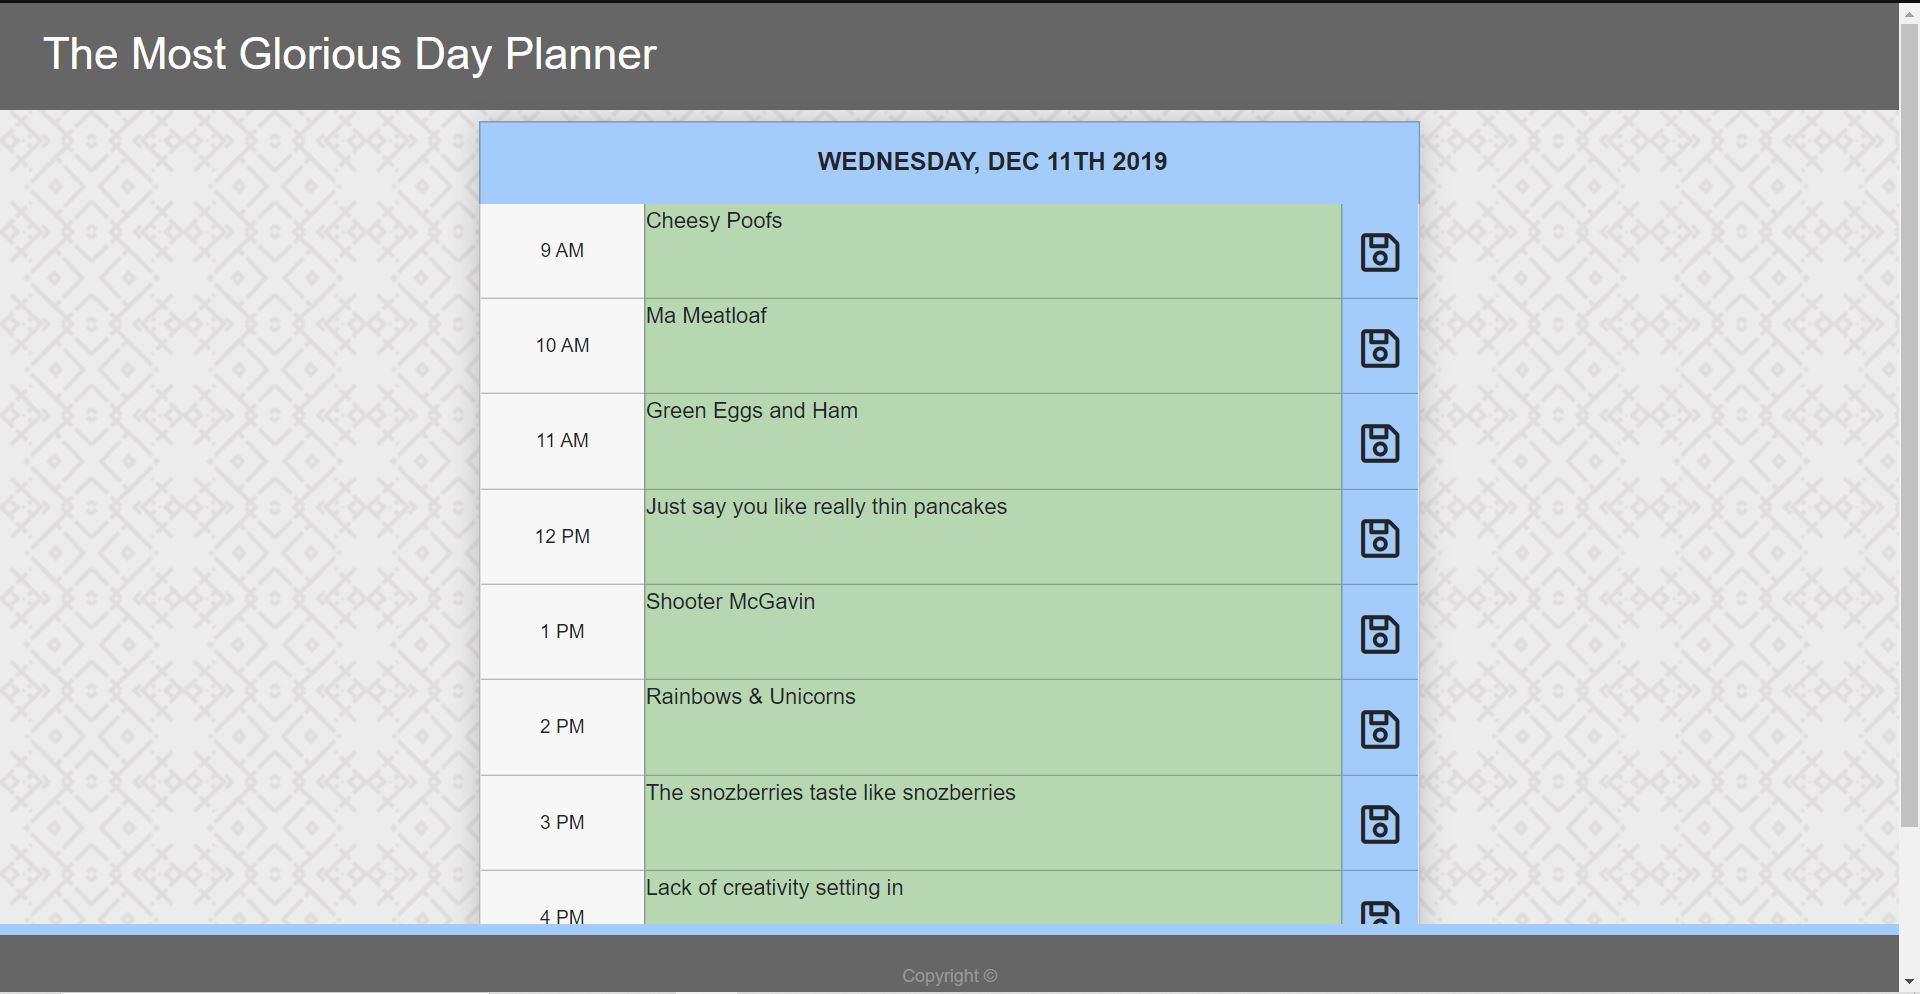 The Most Glorious Day Planner
WEDNESDAY, DEC 11TH 2019
9 AM
Cheesy Poofs
10 AM
Ma Meatloaf
11 AM
Green Eggs and Ham
12 PM
Just say you like really thin pancakes
1 PM
Shooter McGavin
2 PM
Rainbows & Unicorns
3 PM
The snozberries taste like snozberries
4 PM
Lack of creativity setting in
Copyright ©